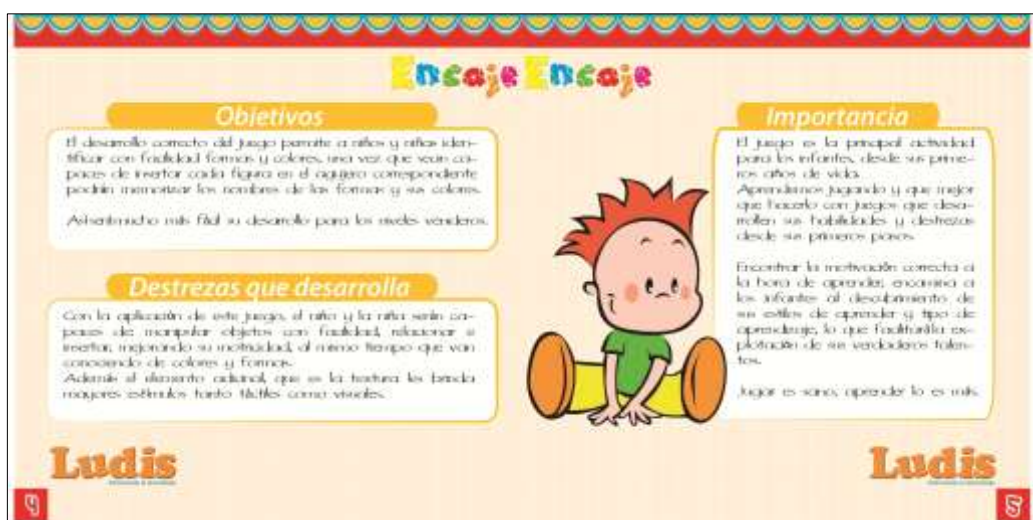 Encaje Encaje
Objetivos
El desarrollo correcto del juego permite a niños y niñas iden-
tificar con facilidad formas y colores, una vez que sean ca-
paces de insertar cada figura en el agujero correspondiente
podrán memorizar los nombres de las formas y sus colores.
mucho más su desarrollo para los niveles venideros.
Destrezas que desarrolla
Con la aplicación de este juego, el niño y la niña serán ca-
paces de manipular objetos con facilidad, relacionar e
insertar, mejorando su motricidad, al mismo tiempo que van
conociendo de colores y formas.
Además el elemento adicional, que es la textura les brinda
mayores estímulos tanto táctiles como visuales.
Ludis
4
Importancia
El juego es la principal actividad
para los infantes, desde sus prime-
ros años de vida.
Aprendemos jugando y que mejor
que hacerlo con juegos que desa-
rrollen sus habilidades y destrezas
desde sus primeros pasos.
Encontrar la motivación correcta a
la hora de aprender, encamina a
los infantes al descubrimiento de
sus estilos de aprender y tipo de
aprendizaje, lo que ex-
plotación de sus verdaderos talen-
tos.
Jugar es sano, aprender lo es más.
Ludis
5